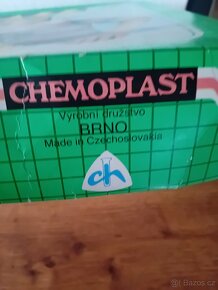 CHEMOPLAST
Výrobní družstvo
BRNO
Made in Czechoslovakia
ch
Bazos.cz